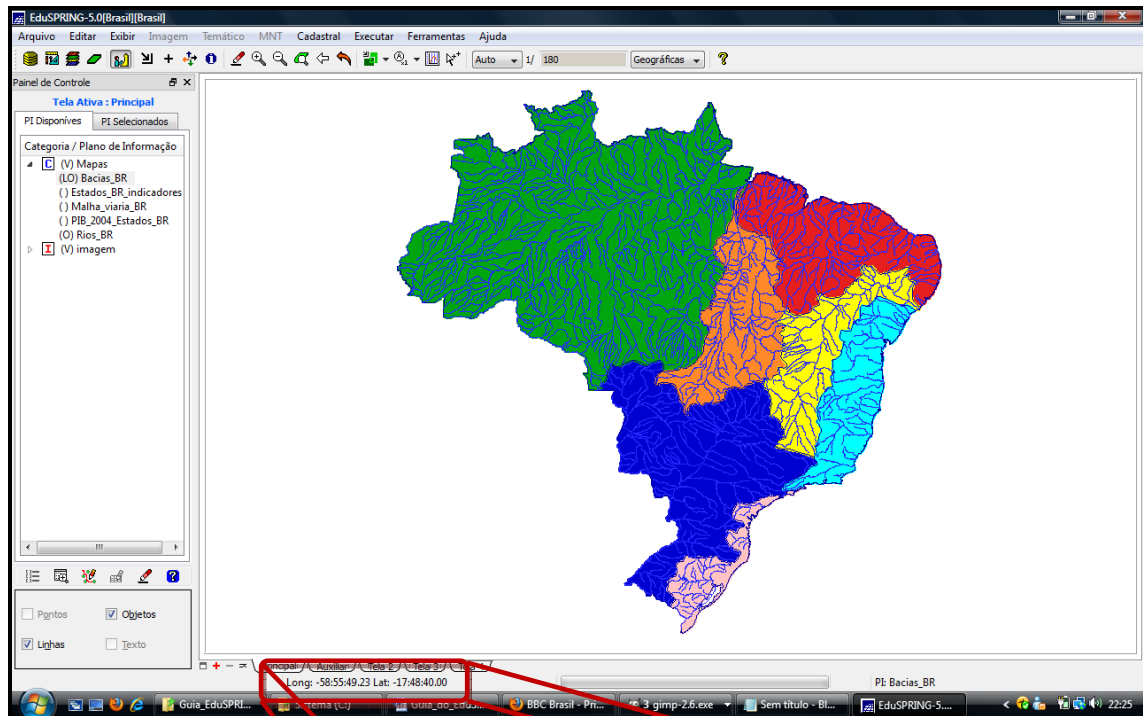 EduSPRING-5.0[Brasil][Brasil]
Arquivo Editar Exibir Imagem Temático MNT Cadastral Executar Ferramentas Ajuda
Auto 1/ 180 Geográficas
Painel de Controle
Tela Ativa : Principal
PI Disponíves PI Selecionados
Categoria / Plano de Informação
C (V) Mapas
(LO) Bacias_BR
( ) Estados_BR_indicadores
( ) Malha_viaria_BR
( ) PIB_2004_Estados_BR
(O) Rios_BR
I (V) imagem
Pontos Objetos
Linhas Texto
Principal Auxiliar Tela 2 Tela 3
Long: -58:55:49.23 Lat: -17:48:40.00 PI: Bacias_BR
Guia_EduSPRI... Sistema (C:) Guia_do_EduS... BBC Brasil - Pri... 3 gimp-2.6.exe Sem título - Bl... EduSPRING-5.... 22:25